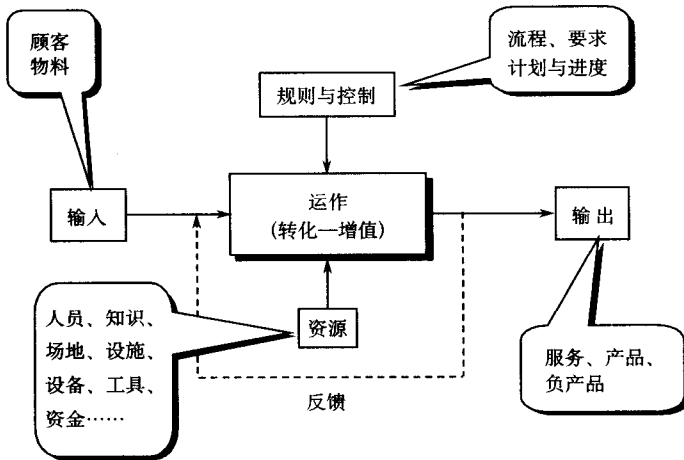 顾客
物料
流程、要求
计划与进度
规则与控制
输入
运作
(转化—增值)
输出
人员、知识、
场地、设施、
设备、工具、
资金……
资源
服务、产品、
负产品
反馈